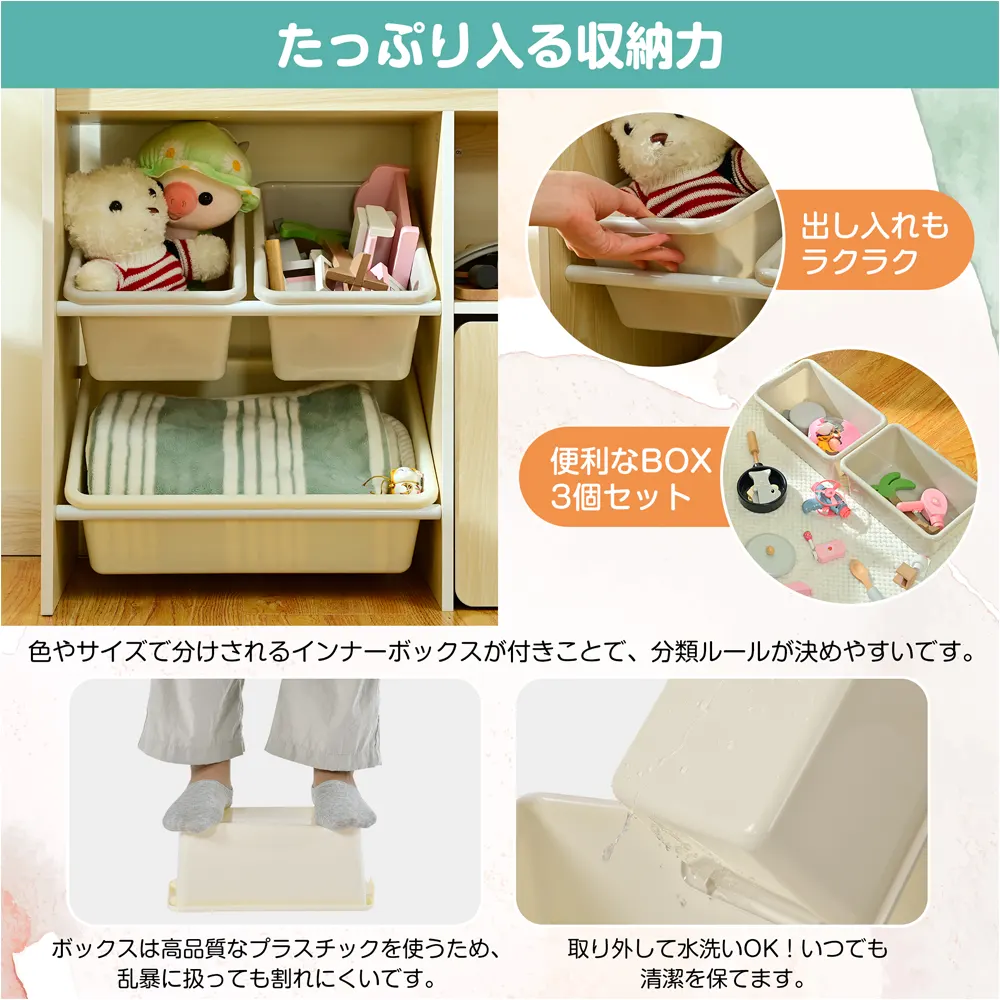 たっぷり入る収納力
出し入れも
ラクラク
便利なBOX
3個セット
色やサイズで分けされるインナーボックスが付きことで、分類ルールが決めやすいです。
ボックスは高品質なプラスチックを使うため、
乱暴に扱っても割れにくいです。
取り外して水洗いOK！いつでも
清潔を保てます。